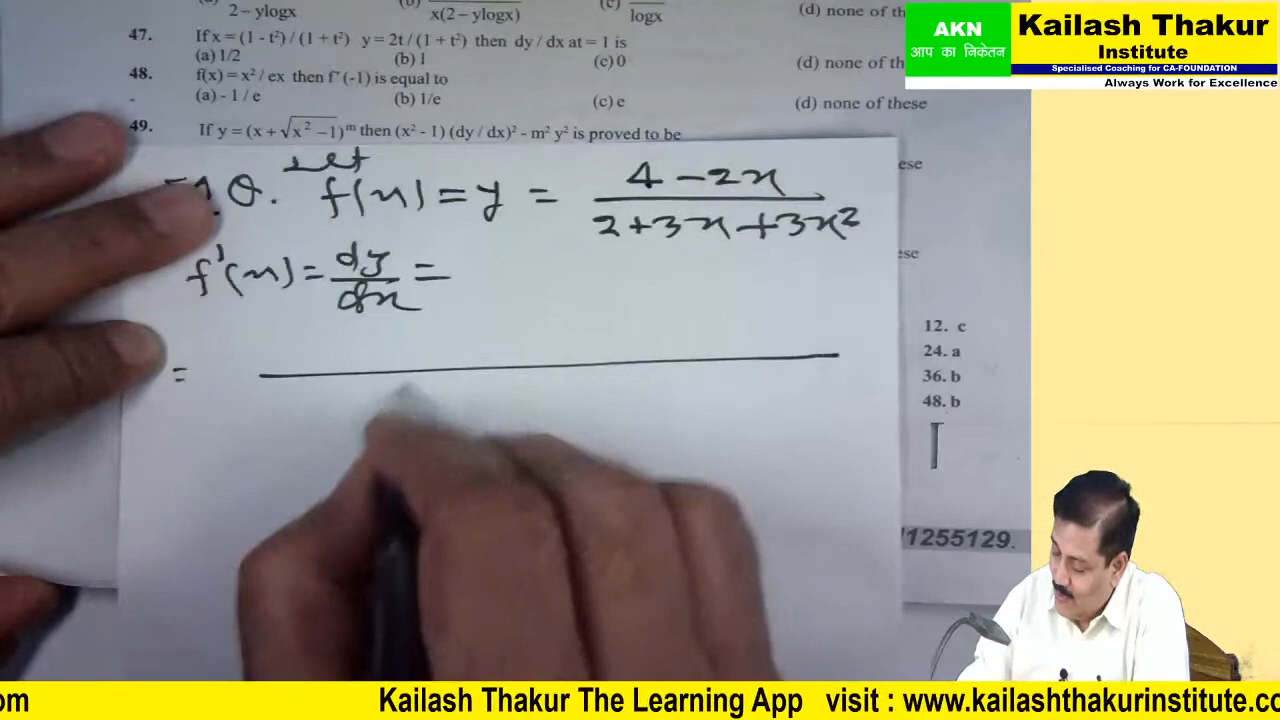 2 - ylogx
(b)
x(2 - ylogx)
(c)
logx
(d) none of th
47. If x = (1 - t²) / (1 + t²) y = 2t / (1 + t²) then dy / dx at = 1 is
(a) 1/2 (b) 1 (c) 0 (d) none of th
48. f(x) = x² / ex then f' (-1) is equal to
(a) - 1 / e (b) 1/e (c) e (d) none of these
49. If y = (x + √x² - 1)ᵐ then (x² - 1) (dy / dx)² - m² y² is proved to be
ese
let
Q. f(x) = y = 4 - 2x / 2 + 3x + 3x²
ese
f'(x) = dy/dx =
=
12. c
24. a
36. b
48. b
1255129.
AKN
आप का निकेतन
Kailash Thakur
Institute
Specialised Coaching for CA-FOUNDATION
Always Work for Excellence
om Kailash Thakur The Learning App visit : www.kailashthakurinstitute.co